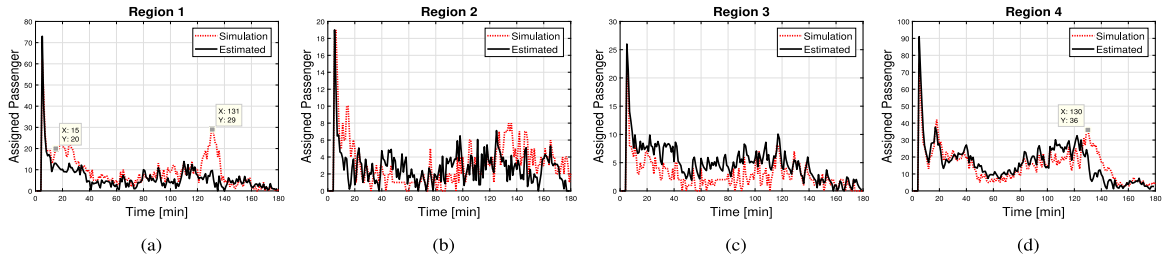 Region 1
Assigned Passenger
80
70
60
50
40
30
20
10
0
0 20 40 60 80 100 120 140 160 180
Time [min]
Simulation
Estimated
X: 15
Y: 20
X: 131
Y: 29
(a)
Region 2
Assigned Passenger
20
18
16
14
12
10
8
6
4
2
0
0 20 40 60 80 100 120 140 160 180
Time [min]
Simulation
Estimated
(b)
Region 3
Assigned Passenger
30
25
20
15
10
5
0
0 20 40 60 80 100 120 140 160 180
Time [min]
Simulation
Estimated
(c)
Region 4
Assigned Passenger
100
90
80
70
60
50
40
30
20
10
0
0 20 40 60 80 100 120 140 160 180
Time [min]
Simulation
Estimated
X: 130
Y: 36
(d)